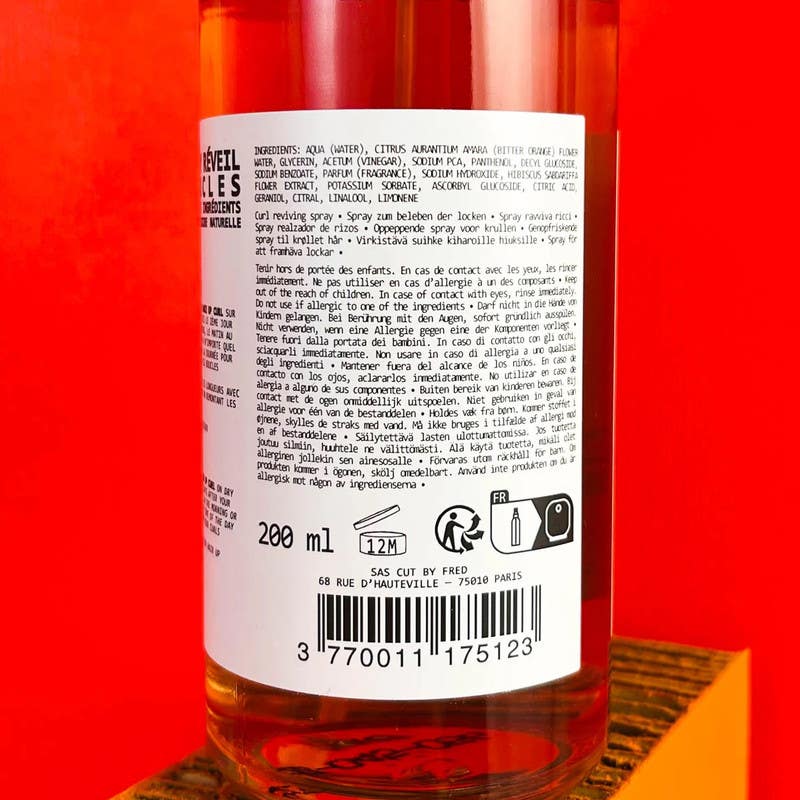 RÉVEIL
CLES
INGRÉDIENTS
NATURELLE
INGREDIENTS: AQUA (WATER), CITRUS AURANTIUM AMARA (BITTER ORANGE) FLOWER
WATER, GLYCERIN, ACETUM (VINEGAR), SODIUM PCA, PANTHENOL, DECYL GLUCOSIDE,
SODIUM BENZOATE, PARFUM (FRAGRANCE), SODIUM HYDROXIDE, HIBISCUS SABDARIFFA
FLOWER EXTRACT, POTASSIUM SORBATE, ASCORBYL GLUCOSIDE, CITRIC ACID,
GERANIOL, CITRAL, LINALOOL, LIMONENE
Curl reviving spray • Spray zum beleben der locken • Spray ravviva ricci •
Spray realzador de rizos • Oppeppende spray voor krullen • Genopfriskende
spray til krøllet hår • Virkistävä suihke kiharoille hiuksille • Spray för
att framhäva lockar •
Tenir hors de portée des enfants. En cas de contact avec les yeux, les rincer
immédiatement. Ne pas utiliser en cas d'allergie à un des composants • Keep
out of the reach of children. In case of contact with eyes, rinse immediately.
Do not use if allergic to one of the ingredients • Darf nicht in die Hände von
Kindern gelangen. Bei Berührung mit den Augen, sofort gründlich ausspülen.
Nicht verwenden, wenn eine Allergie gegen eine der Komponenten vorliegt •
Tenere fuori dalla portata dei bambini. In caso di contatto con gli occhi,
sciacquarli immediatamente. Non usare in caso di allergia a uno qualsiasi
degli ingredienti • Mantener fuera del alcance de los niños. En caso de
contacto con los ojos, aclararlos inmediatamente. No utilizar en caso de
alergia a alguno de sus componentes • Buiten bereik van kinderen bewaren. Bij
contact met de ogen onmiddellijk uitspoelen. Niet gebruiken in geval van
allergie voor één van de bestanddelen • Holdes væk fra børn. Kommer stoffet i
øjnene, skylles de straks med vand. Må ikke bruges i tilfælde af allergi mod
en af bestanddelene • Säilytettävä lasten ulottumattomissa. Jos tuotetta
joutuu silmiin, huuhtele ne välittömästi. Älä käytä tuotetta, mikäli olet
allerginen jollekin sen ainesosalle • Förvaras utom räckhåll för barn. Om
produkten kommer i ögonen, skölj omedelbart. Använd inte produkten om du är
allergisk mot någon av ingredienserna •
200 ml
12M
FR
SAS CUT BY FRED
68 RUE D'HAUTEVILLE – 75010 PARIS
3 770011 175123